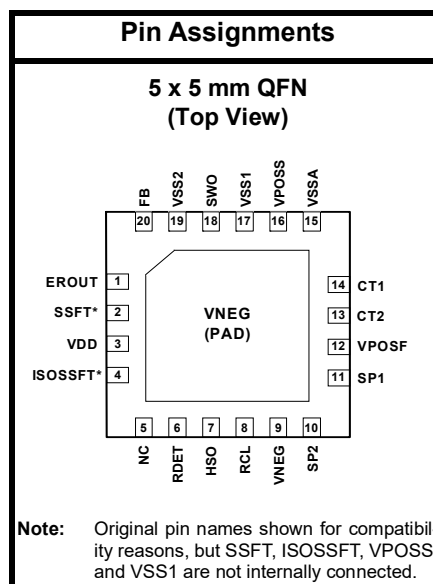 Pin Assignments
5 x 5 mm QFN
(Top View)
FB VSS2 SWO VSS1 VPOSS VSSA
20 19 18 17 16 15
EROUT 1
SSFT* 2
VDD 3
ISOSSFT* 4
VNEG
(PAD)
14 CT1
13 CT2
12 VPOSF
11 SP1
5 6 7 8 9 10
NC RDET HSO RCL VNEG SP2
Note: Original pin names shown for compatibil-
ity reasons, but SSFT, ISOSSFT, VPOSS
and VSS1 are not internally connected.